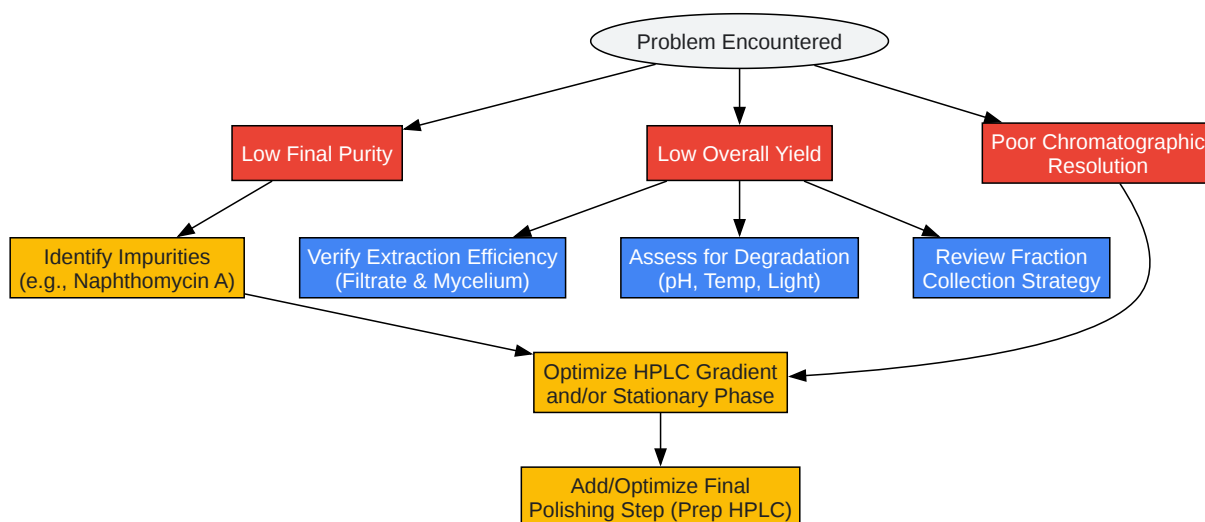 Problem Encountered
Low Final Purity
Low Overall Yield
Poor Chromatographic
Resolution
Identify Impurities
(e.g., Naphthomycin A)
Verify Extraction Efficiency
(Filtrate & Mycelium)
Assess for Degradation
(pH, Temp, Light)
Review Fraction
Collection Strategy
Optimize HPLC Gradient
and/or Stationary Phase
Add/Optimize Final
Polishing Step (Prep HPLC)